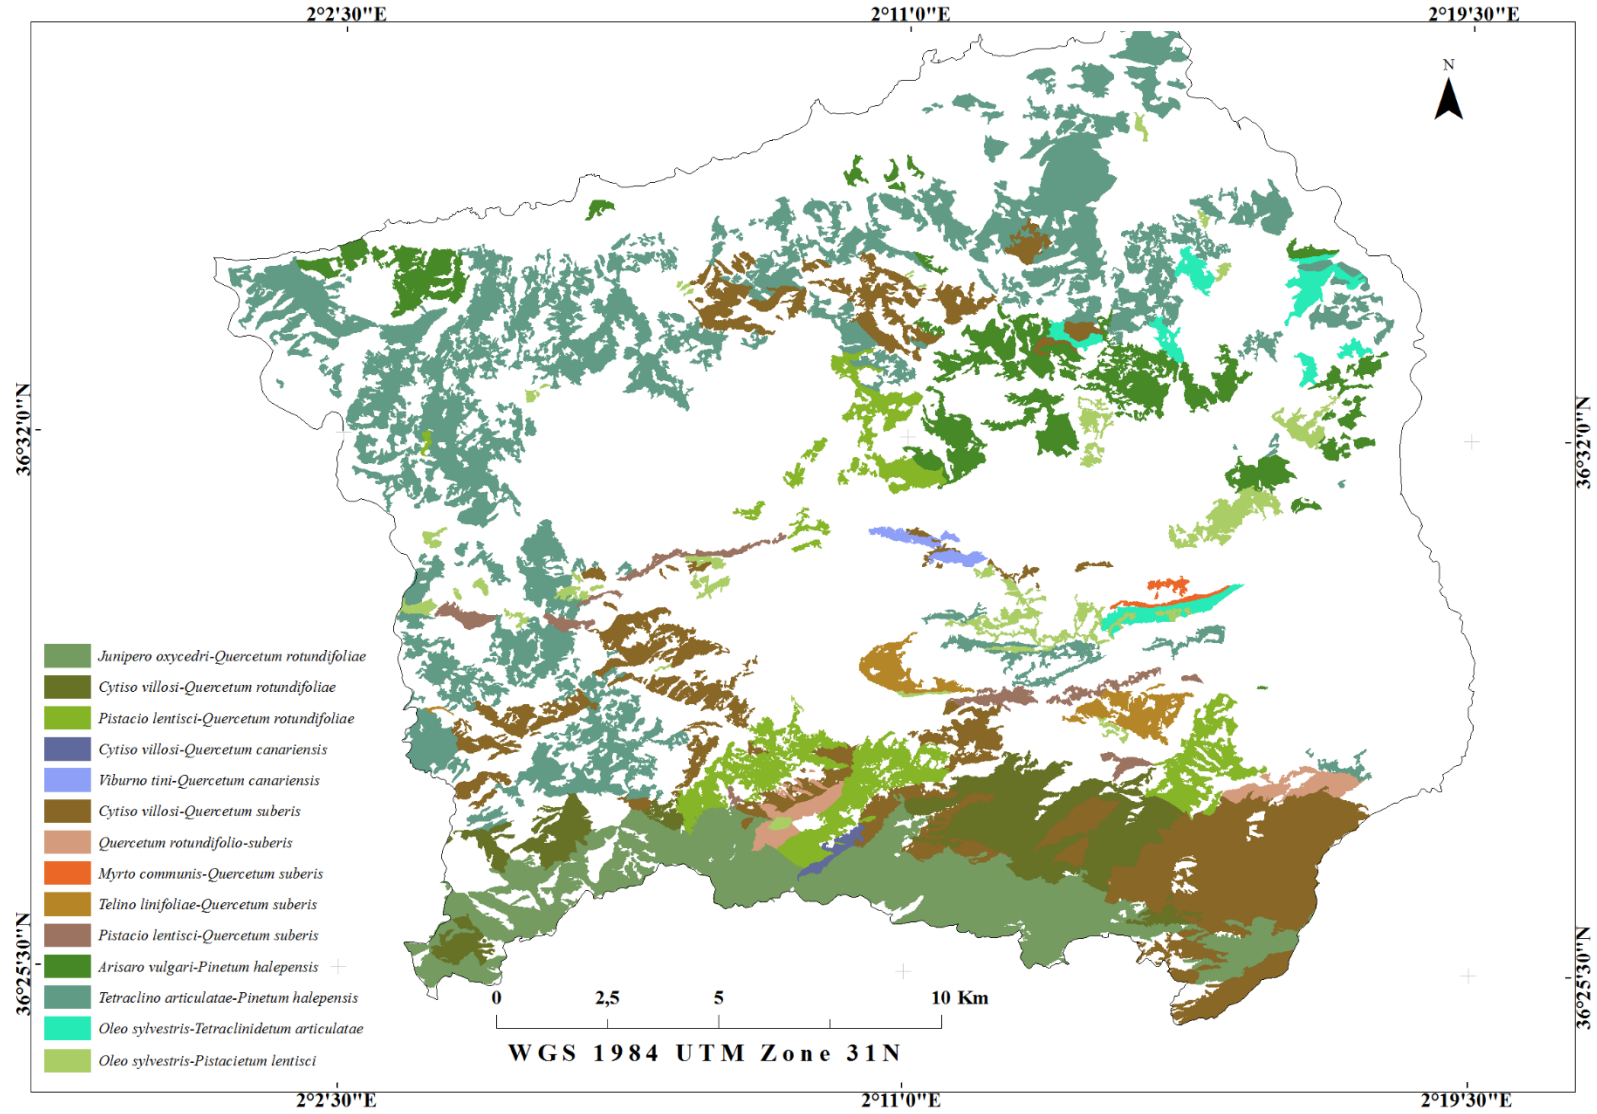 2°2'30"E 2°11'0"E 2°19'30"E
N
36°32'0"N 36°32'0"N
Junipero oxycedri-Quercetum rotundifoliae
Cytiso villosi-Quercetum rotundifoliae
Pistacio lentisci-Quercetum rotundifoliae
Cytiso villosi-Quercetum canariensis
Viburno tini-Quercetum canariensis
Cytiso villosi-Quercetum suberis
Quercetum rotundifolio-suberis
Myrto communis-Quercetum suberis
Telino linifoliae-Quercetum suberis
Pistacio lentisci-Quercetum suberis
Arisaro vulgari-Pinetum halepensis
Tetraclino articulatae-Pinetum halepensis
Oleo sylvestris-Tetraclinidetum articulatae
Oleo sylvestris-Pistacietum lentisci
36°25'30"N 36°25'30"N
0 2,5 5 10 Km
WGS 1984 UTM Zone 31N
2°2'30"E 2°11'0"E 2°19'30"E